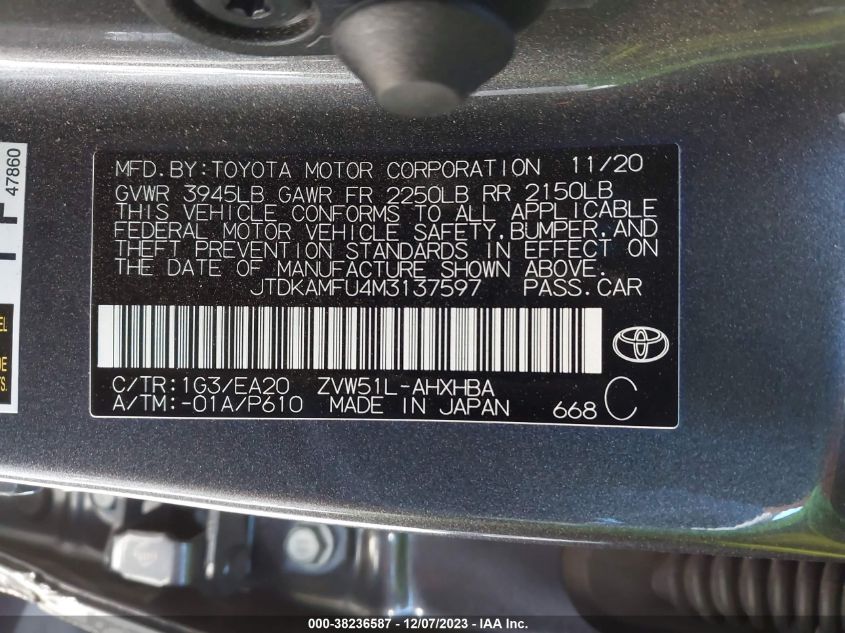 47860
MFD.BY:TOYOTA MOTOR CORPORATION 11/20
GVWR 3945LB GAWR FR 2250LB RR 2150LB
THIS VEHICLE CONFORMS TO ALL APPLICABLE
FEDERAL MOTOR VEHICLE SAFETY,BUMPER,AND
THEFT PREVENTION STANDARDS IN EFFECT ON
THE DATE OF MANUFACTURE SHOWN ABOVE.
JTDKAMFU4M3137597 PASS.CAR
C/TR:1G3/EA20 ZVW51L-AHXHBA
A/TM:-01A/P610 MADE IN JAPAN 668 C
000-38236587 - 12/07/2023 - IAA Inc.